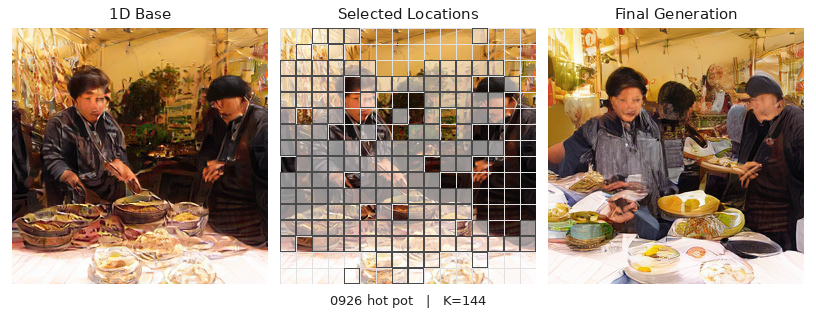 1D Base
Selected Locations
Final Generation
0926 hot pot | K=144